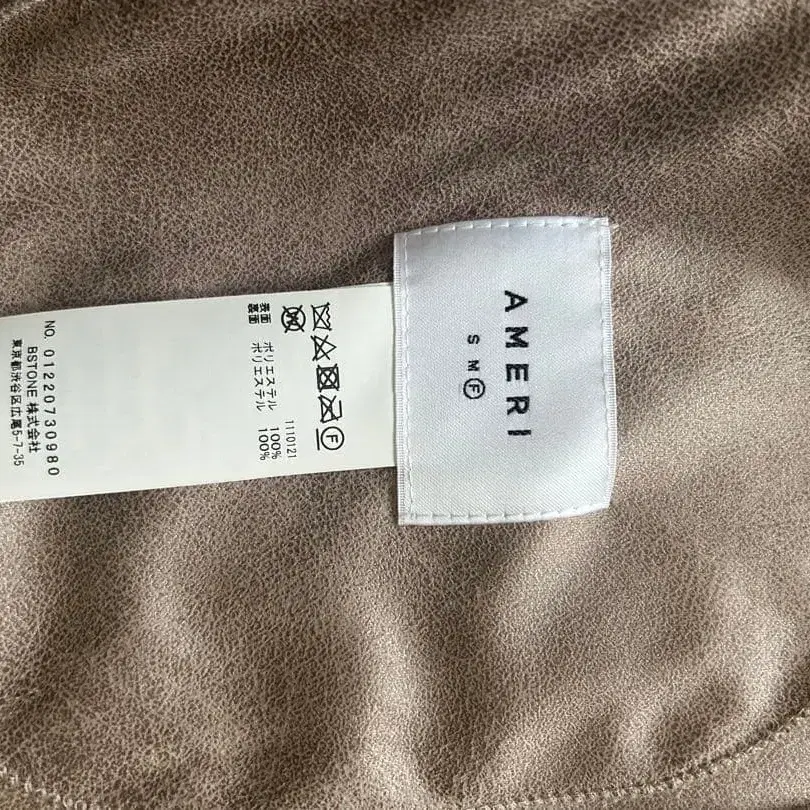 AMERI
S M Ⓕ
1110121
表面 ポリエステル 100%
裏面 ポリエステル 100%
NO. 01220730980
BSTONE 株式会社
東京都渋谷区広尾5-7-35